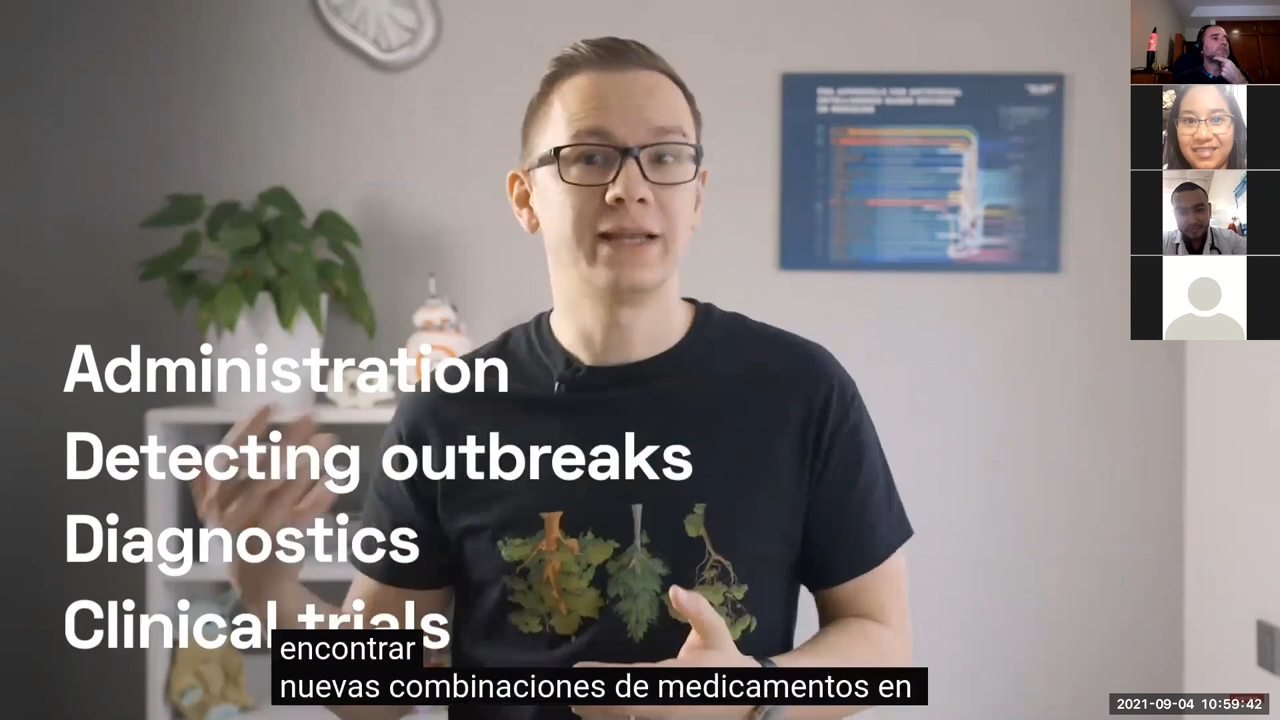 Administration
Detecting outbreaks
Diagnostics
Clinical trials
encontrar
nuevas combinaciones de medicamentos en
2021-09-04 10:59:42